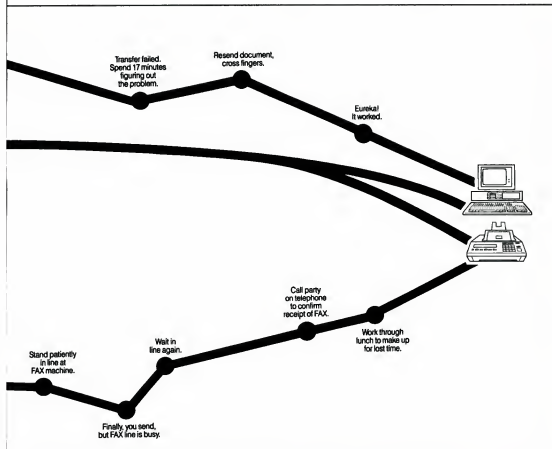 Transfer failed.
Spend 17 minutes
figuring out
the problem.
Resend document,
cross fingers.
Eureka!
It worked.
Call party
on telephone
to confirm
receipt of FAX.
Work through
lunch to make up
for lost time.
Wait in
line again.
Stand patiently
in line at
FAX machine.
Finally, you send,
but FAX line is busy.